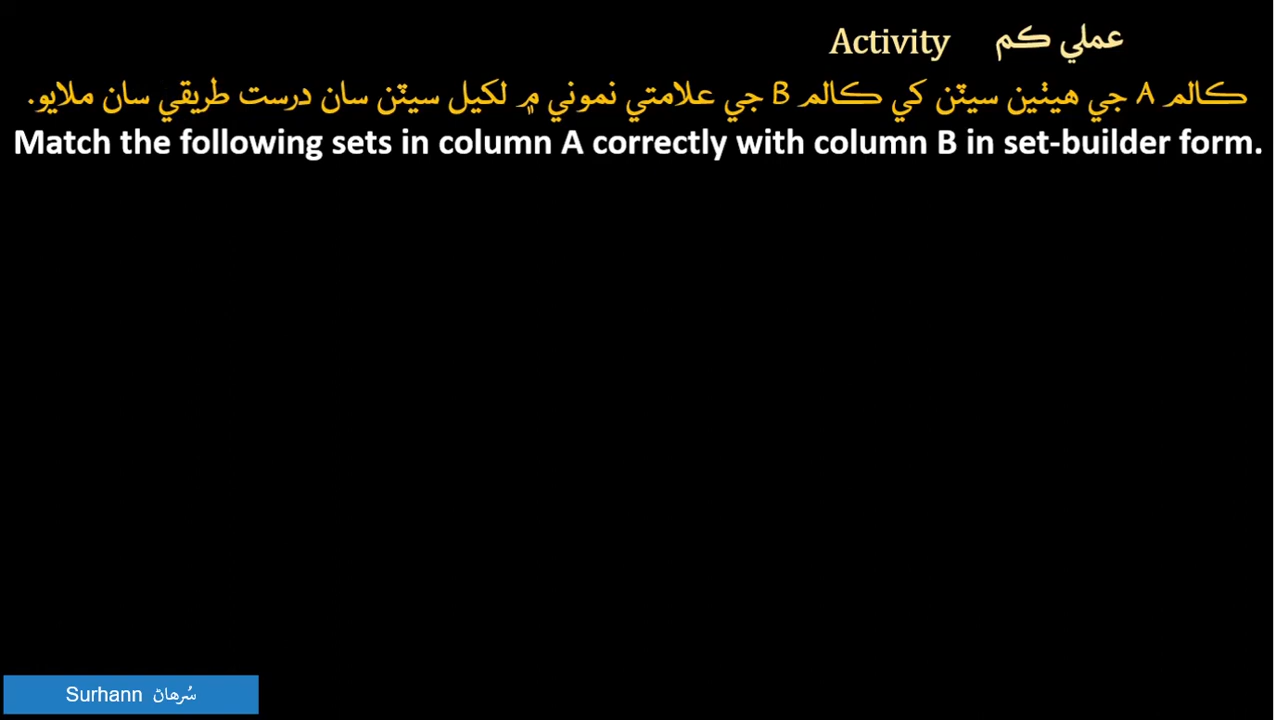 Activity عملي ڪم
ڪالم A جي هيٺين سيٽن کي ڪالم B جي علامتي نموني ۾ لکيل سيٽن سان درست طريقي سان ملايو.
Match the following sets in column A correctly with column B in set-builder form.
Surhann سُرهاڻ